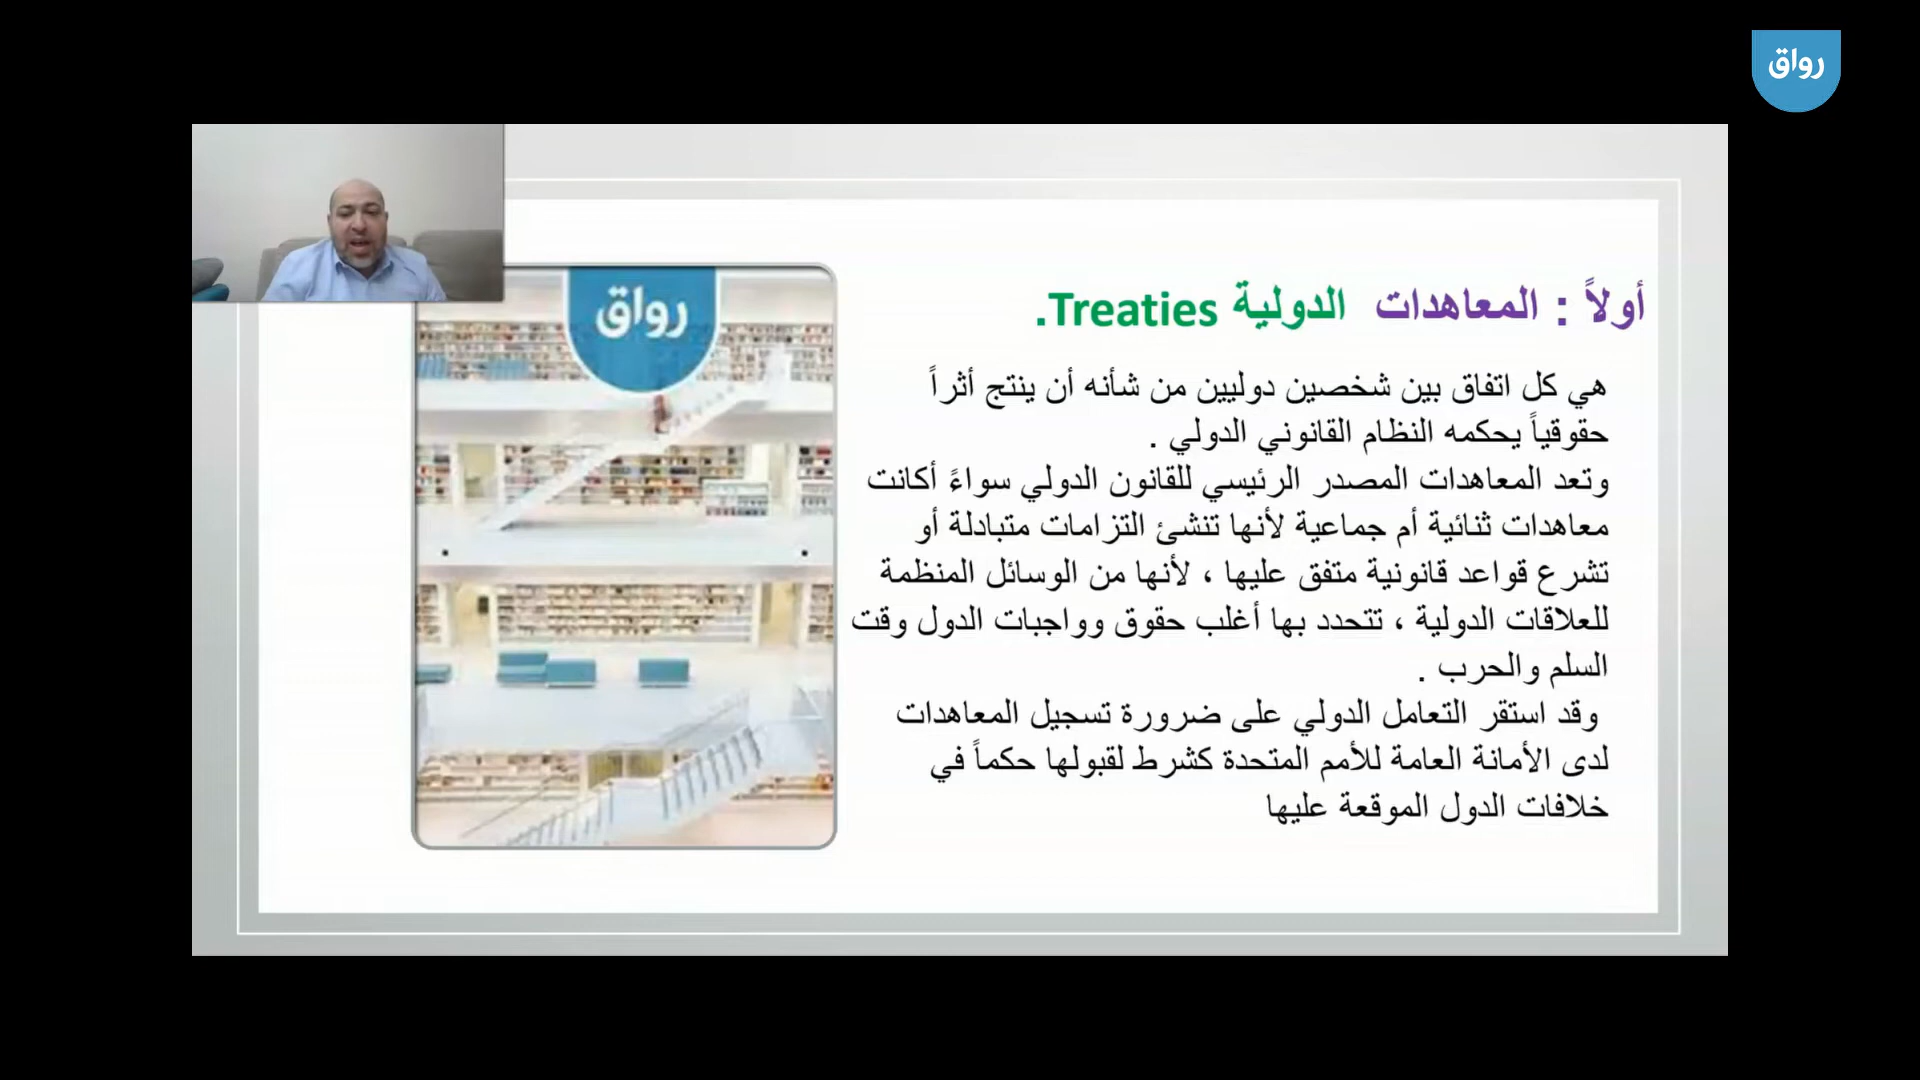 رواق
رواق
أولاً : المعاهدات الدولية Treaties.
هي كل اتفاق بين شخصين دوليين من شأنه أن ينتج أثراً
حقوقياً يحكمه النظام القانوني الدولي .
وتعد المعاهدات المصدر الرئيسي للقانون الدولي سواءً أكانت
معاهدات ثنائية أم جماعية لأنها تنشئ التزامات متبادلة أو
تشرع قواعد قانونية متفق عليها ، لأنها من الوسائل المنظمة
للعلاقات الدولية ، تتحدد بها أغلب حقوق وواجبات الدول وقت
السلم والحرب .
وقد استقر التعامل الدولي على ضرورة تسجيل المعاهدات
لدى الأمانة العامة للأمم المتحدة كشرط لقبولها حكماً في
خلافات الدول الموقعة عليها